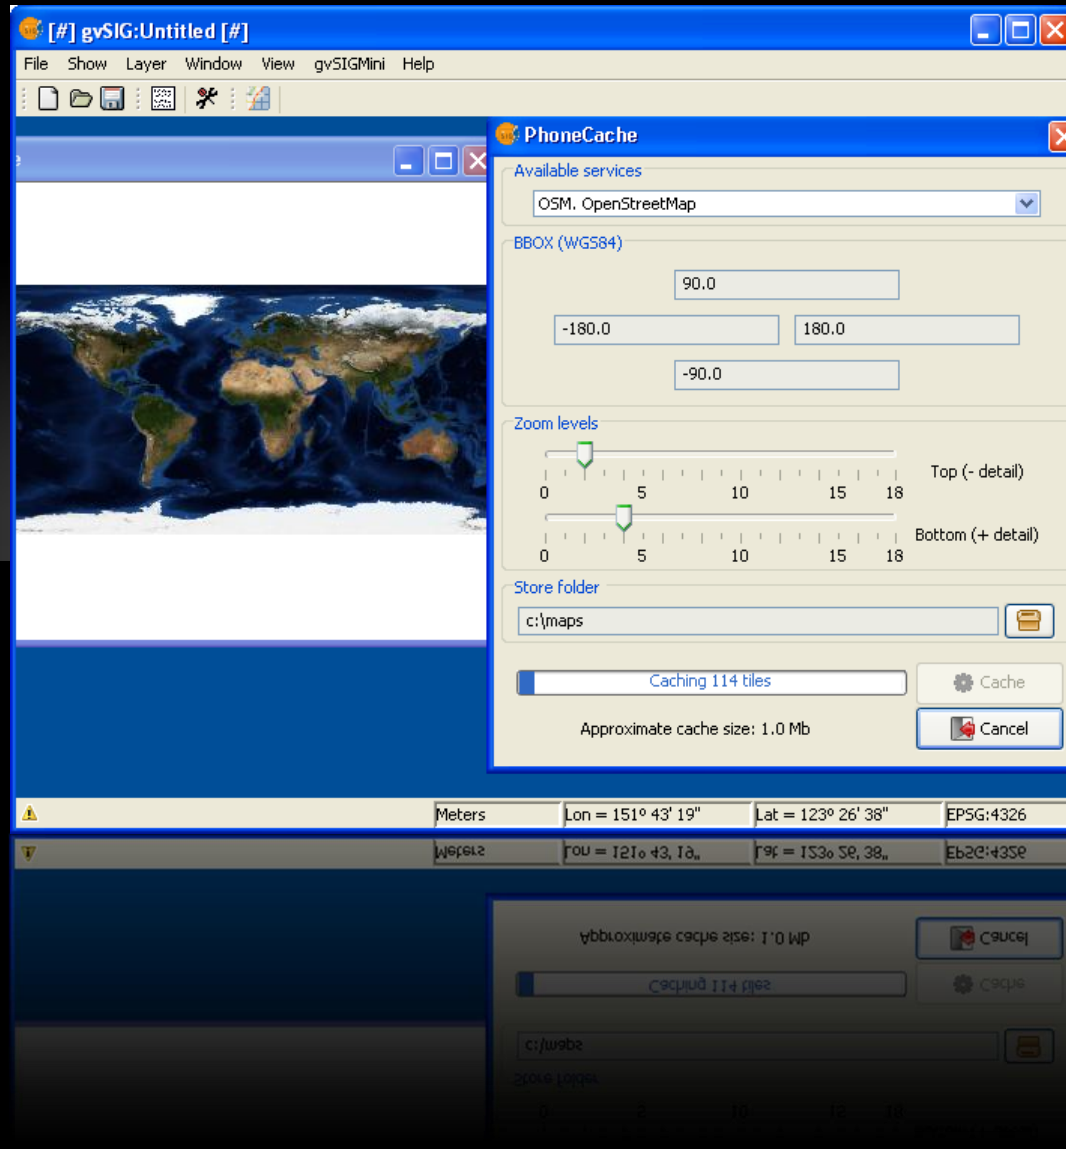 [#] gvSIG:Untitled [#]
File Show Layer Window View gvSIGMini Help
PhoneCache
Available services
OSM. OpenStreetMap
BBOX (WGS84)
90.0
-180.0 180.0
-90.0
Zoom levels
Top (- detail)
0 5 10 15 18
Bottom (+ detail)
0 5 10 15 18
Store folder
c:\maps
Caching 114 tiles
Cache
Approximate cache size: 1.0 Mb
Cancel
Meters Lon = 151º 43' 19" Lat = 123º 26' 38" EPSG:4326